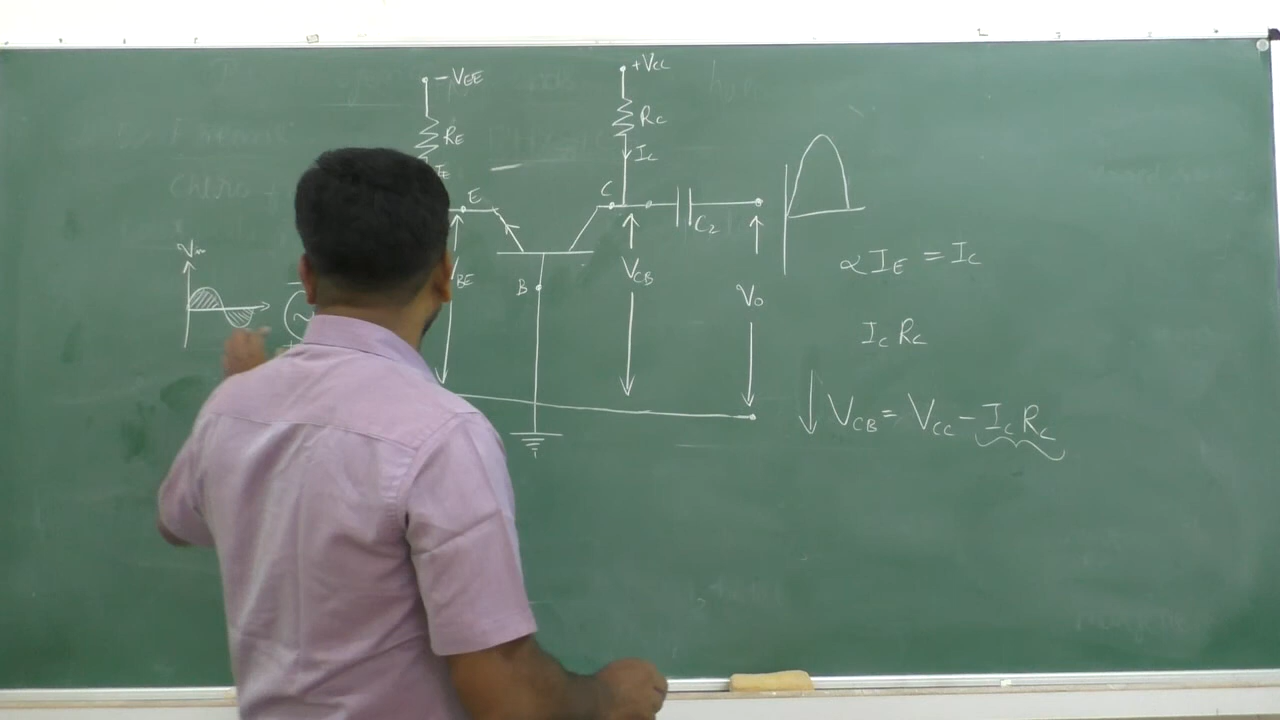 -VEE
+VCC
RE
RC
IE
IC
E
C
C2
Vin
BE
B
VCB
Vo
αIE = IC
IC RC
VCB = VCC - IC RC